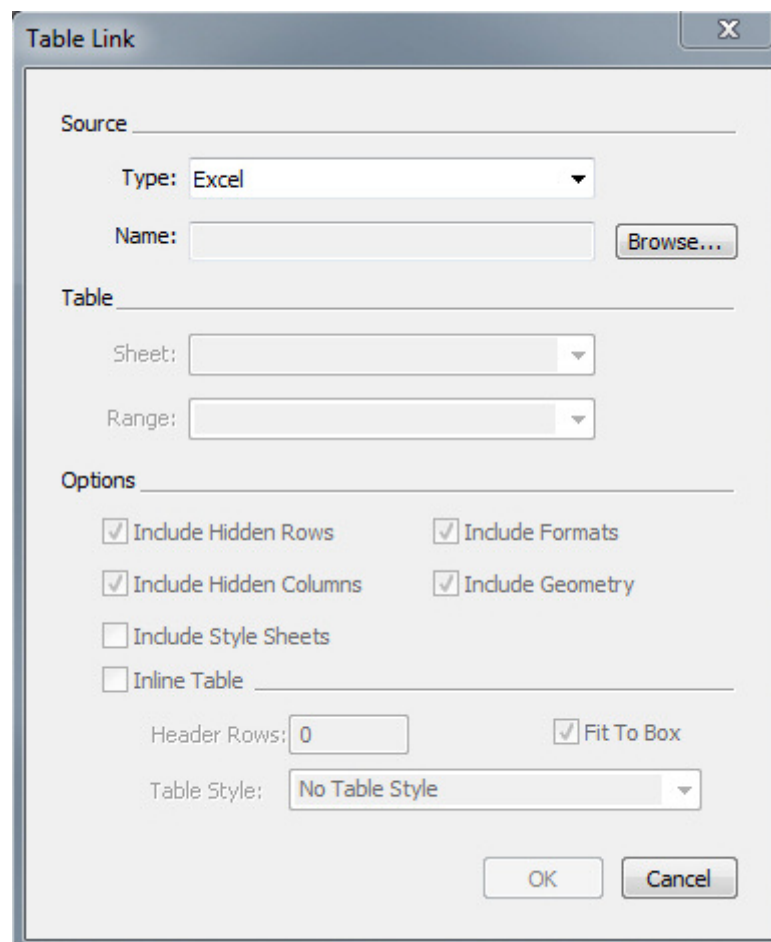 Table Link
Source
Type: Excel
Name: Browse...
Table
Sheet:
Range:
Options
Include Hidden Rows Include Formats
Include Hidden Columns Include Geometry
Include Style Sheets
Inline Table
Header Rows: 0 Fit To Box
Table Style: No Table Style
OK Cancel